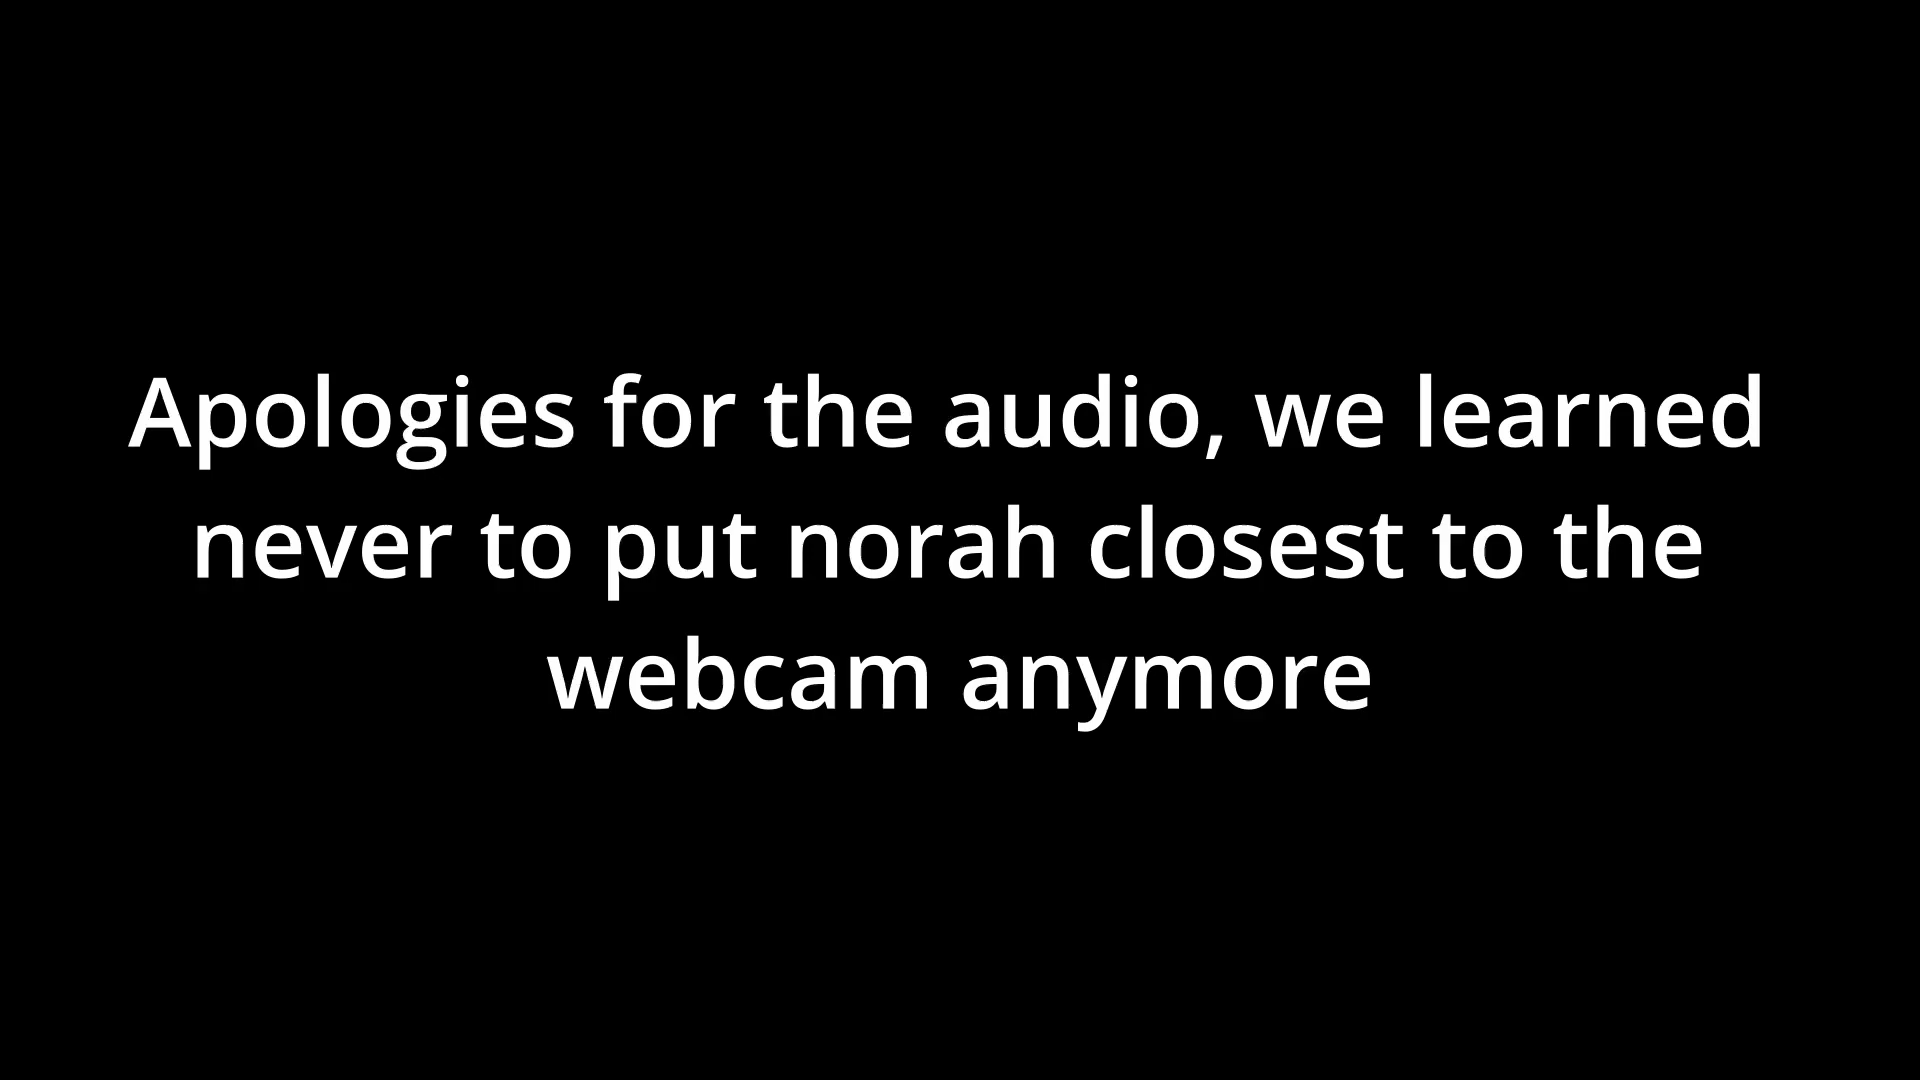 Apologies for the audio, we learned
never to put norah closest to the
webcam anymore